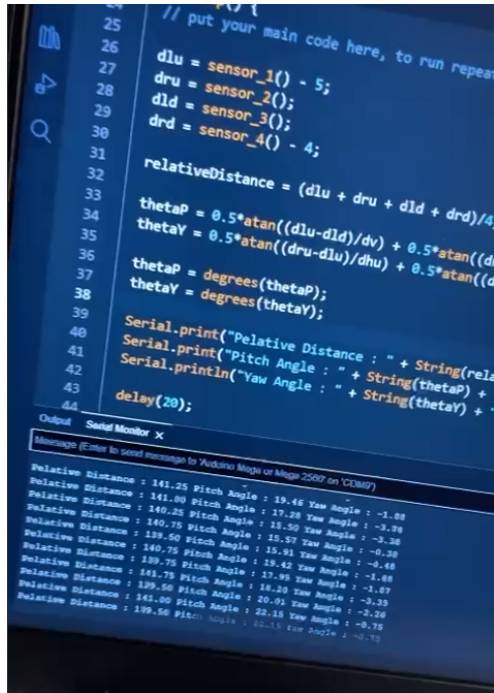 24
() {
25 // put your main code here, to run repeat
26
27 dlu = sensor_1() - 5;
28 dru = sensor_2();
29 dld = sensor_3();
30 drd = sensor_4() - 4;
31
32 relativeDistance = (dlu + dru + dld + drd)/4
33
34 thetaP = 0.5*atan((dlu-dld)/dv) + 0.5*atan((d
35 thetaY = 0.5*atan((dru-dlu)/dhu) + 0.5*atan((d
36
37 thetaP = degrees(thetaP);
38 thetaY = degrees(thetaY);
39
40 Serial.print("Pelative Distance : " + String(rela
41 Serial.print("Pitch Angle : " + String(thetaP) +
42 Serial.println("Yaw Angle : " + String(thetaY) +
43
44 delay(20);
Output Serial Monitor X
Message (Enter to send message to 'Arduino Mega or Mega 2560' on 'COM9')
Pelative Distance : 141.25 Pitch Angle : 19.46 Yaw Angle : -1.88
Pelative Distance : 141.00 Pitch Angle : 17.28 Yaw Angle : -3.38
Pelative Distance : 140.25 Pitch Angle : 15.50 Yaw Angle : -3.38
Pelative Distance : 140.75 Pitch Angle : 15.57 Yaw Angle : -0.38
Pelative Distance : 139.50 Pitch Angle : 15.91 Yaw Angle : -0.48
Pelative Distance : 140.75 Pitch Angle : 19.42 Yaw Angle : -1.88
Pelative Distance : 139.75 Pitch Angle : 17.95 Yaw Angle : -1.87
Pelative Distance : 141.75 Pitch Angle : 18.20 Yaw Angle : -3.35
Pelative Distance : 139.50 Pitch Angle : 20.01 Yaw Angle : -2.26
Pelative Distance : 141.00 Pitch Angle : 22.15 Yaw Angle : -0.75
Pelative Distance : 139.50 Pitch Angle : 22.15 Yaw Angle : -0.75